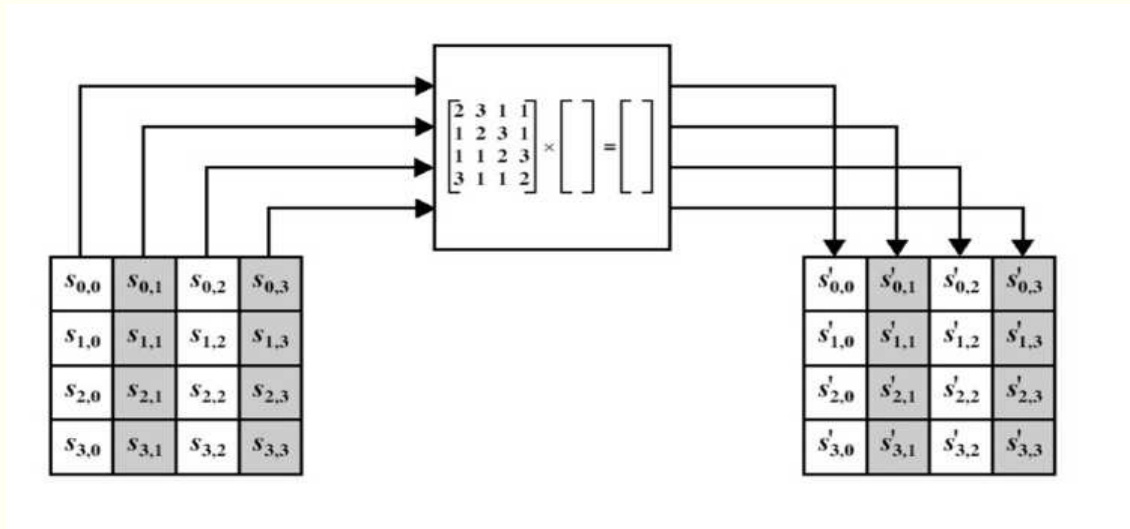 2 3 1 1
1 2 3 1
1 1 2 3
3 1 1 2
× =
s0,0 s0,1 s0,2 s0,3
s1,0 s1,1 s1,2 s1,3
s2,0 s2,1 s2,2 s2,3
s3,0 s3,1 s3,2 s3,3
s'0,0 s'0,1 s'0,2 s'0,3
s'1,0 s'1,1 s'1,2 s'1,3
s'2,0 s'2,1 s'2,2 s'2,3
s'3,0 s'3,1 s'3,2 s'3,3